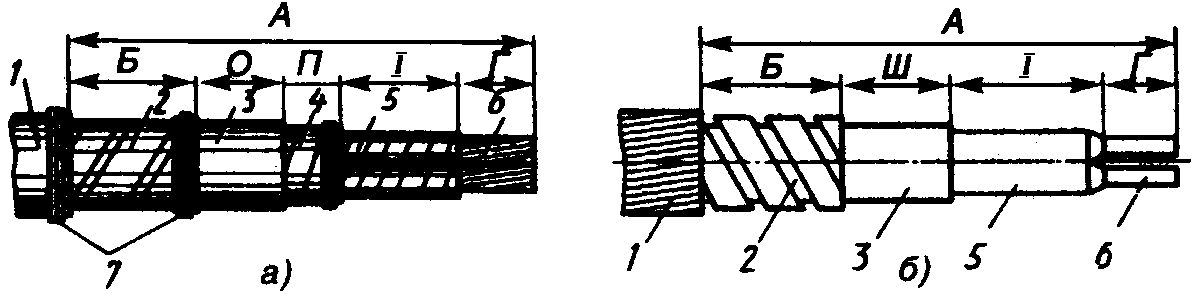 А А
Б О П I Г Б Ш I Г
1 2 3 4 5 6
7 а) 1 2 3 б) 5 6